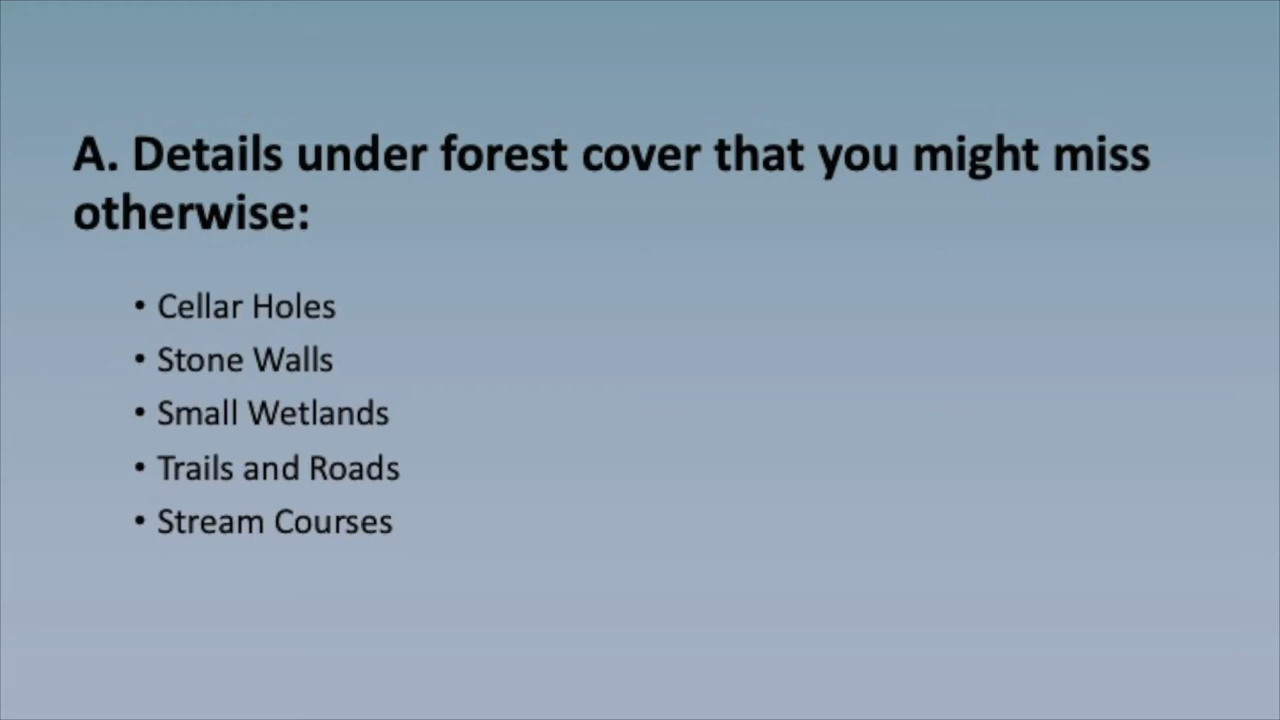 A. Details under forest cover that you might miss
otherwise:
• Cellar Holes
• Stone Walls
• Small Wetlands
• Trails and Roads
• Stream Courses